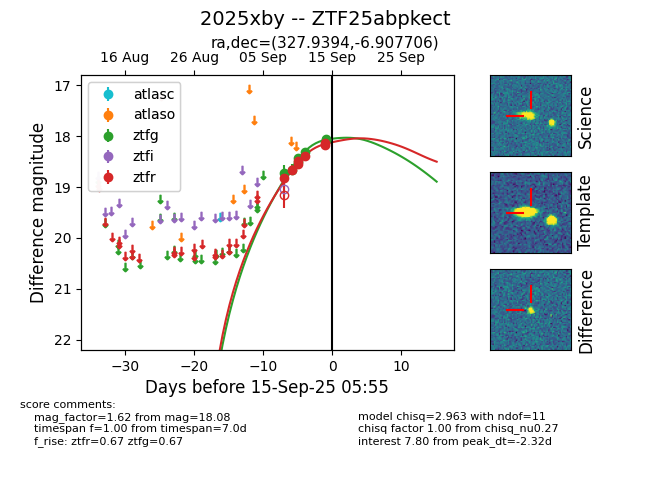 2025xby -- ZTF25abpkect
ra,dec=(327.9394,-6.907706)
16 Aug 26 Aug 05 Sep 15 Sep 25 Sep
17
18
19
20
21
22
Difference magnitude
atlasc
atlaso
ztfg
ztfi
ztfr
−30 −20 −10 0 10
Days before 15-Sep-25 05:55
Science
Template
Difference
score comments:
mag_factor=1.62 from mag=18.08
timespan f=1.00 from timespan=7.0d
f_rise: ztfr=0.67 ztfg=0.67
model chisq=2.963 with ndof=11
chisq factor 1.00 from chisq_nu0.27
interest 7.80 from peak_dt=-2.32d